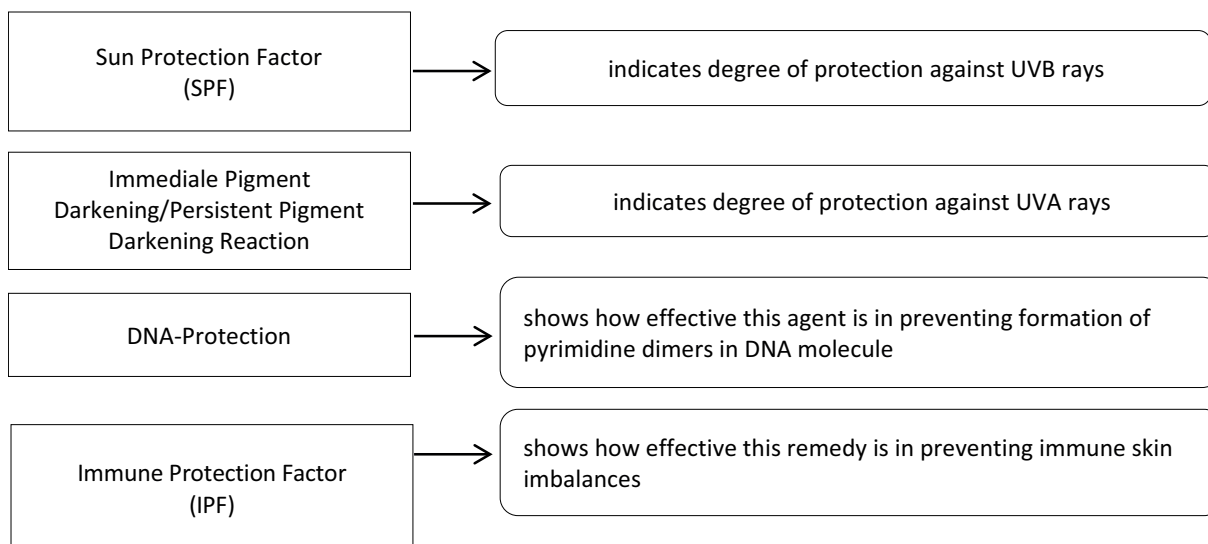 Sun Protection Factor
(SPF)
indicates degree of protection against UVB rays
Immediale Pigment
Darkening/Persistent Pigment
Darkening Reaction
indicates degree of protection against UVA rays
DNA-Protection
shows how effective this agent is in preventing formation of
pyrimidine dimers in DNA molecule
Immune Protection Factor
(IPF)
shows how effective this remedy is in preventing immune skin
imbalances